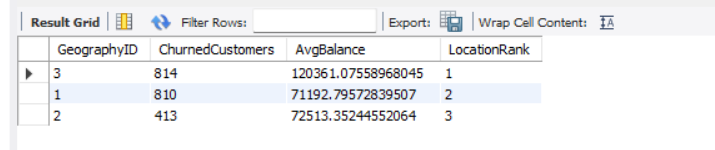 Result Grid Filter Rows: Export: Wrap Cell Content: IA
GeographyID ChurnedCustomers AvgBalance LocationRank
3 814 120361.07558968045 1
1 810 71192.79572839507 2
2 413 72513.35244552064 3